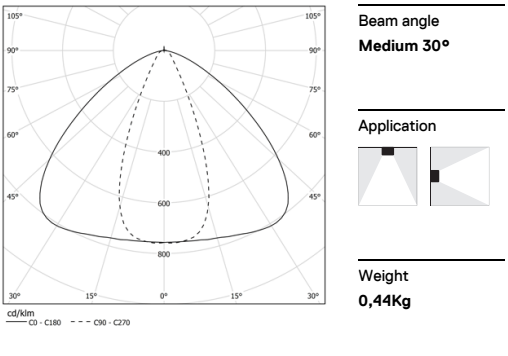 105°
105°
90°
90°
75°
75°
60°
60°
45°
45°
400
600
800
30°
15°
0°
15°
30°
cd/klm
C0 - C180
C90 - C270
Beam angle
Medium 30°
Application
Weight
0,44Kg